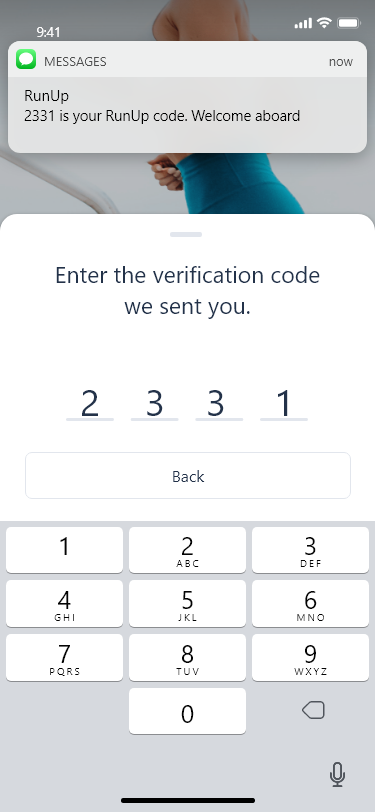 9:41
MESSAGES now
RunUp
2331 is your RunUp code. Welcome aboard
Enter the verification code
we sent you.
2 3 3 1
Back
1 2 3
ABC DEF
4 5 6
GHI JKL MNO
7 8 9
PQRS TUV WXYZ
0